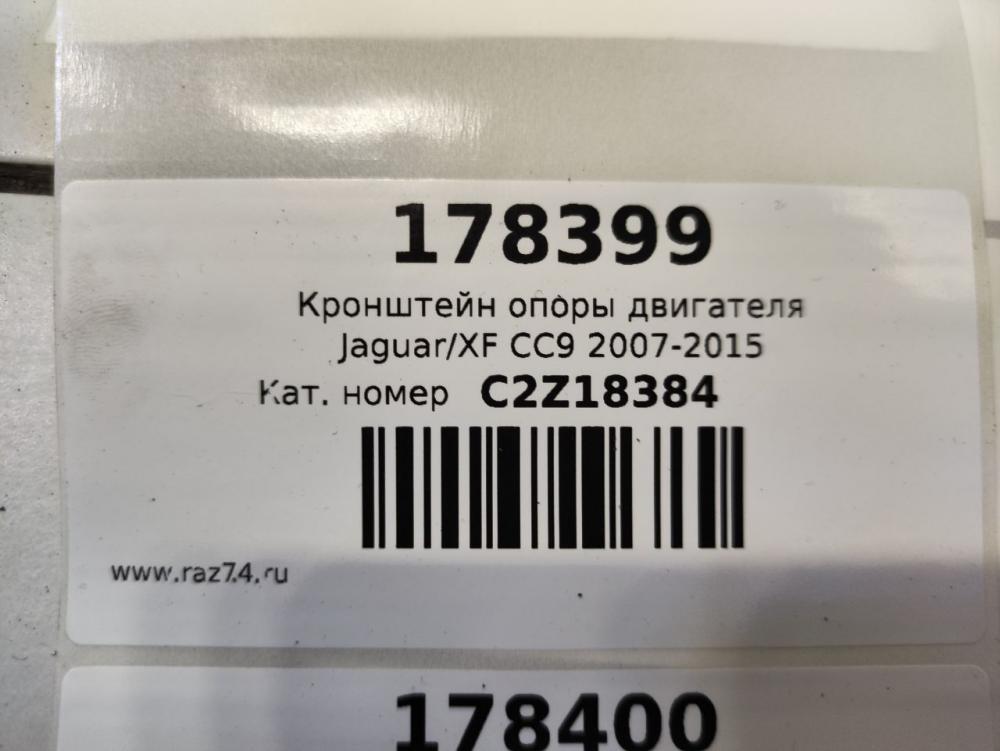 178399
Кронштейн опоры двигателя
Jaguar/XF CC9 2007-2015
Кат. номер C2Z18384
www.raz74.ru
178400